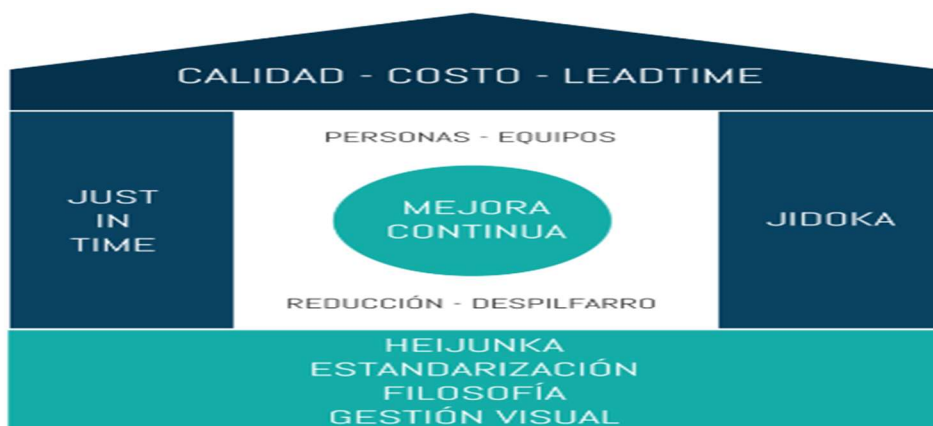 CALIDAD - COSTO - LEADTIME
JUST
IN
TIME
PERSONAS - EQUIPOS
MEJORA
CONTINUA
REDUCCIÓN - DESPILFARRO
JIDOKA
HEIJUNKA
ESTANDARIZACIÓN
FILOSOFÍA
GESTIÓN VISUAL